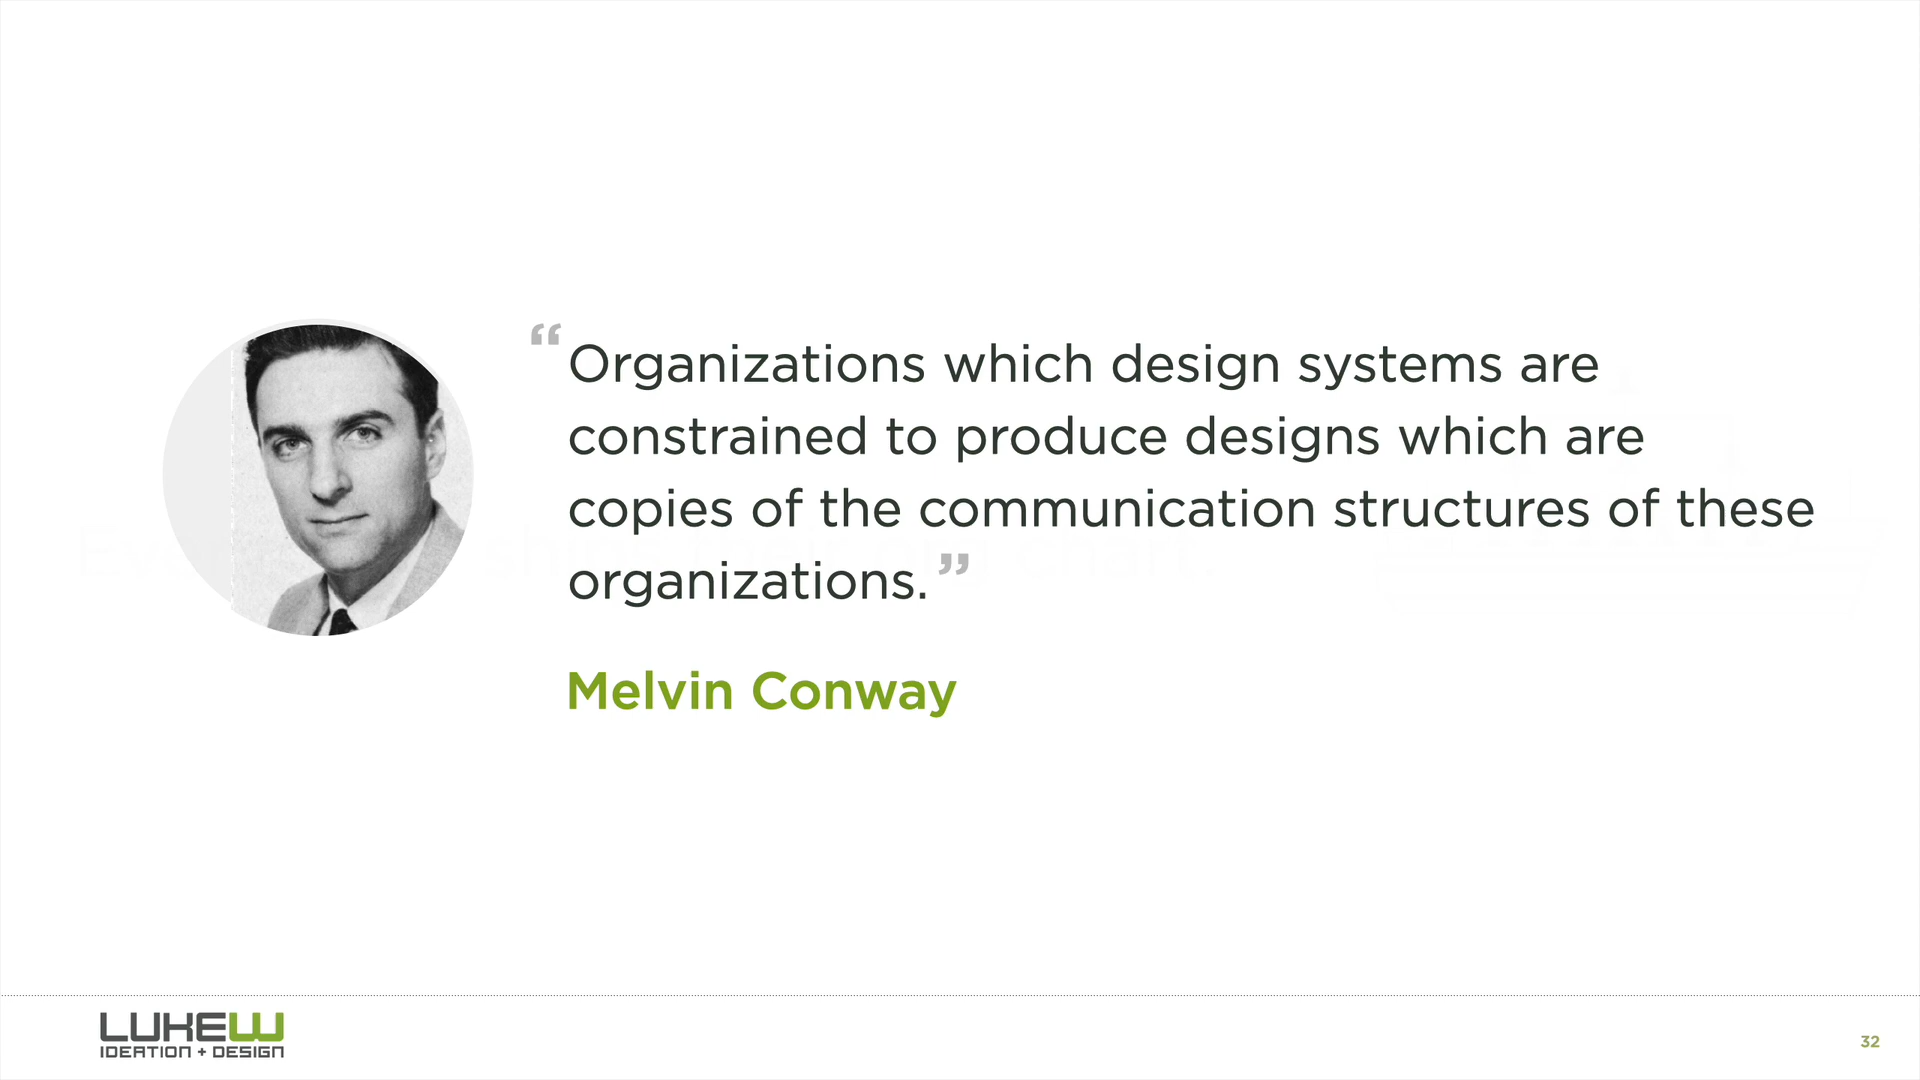 “Organizations which design systems are
constrained to produce designs which are
copies of the communication structures of these
organizations.”
Melvin Conway
LUKEW
IDEATION + DESIGN
32